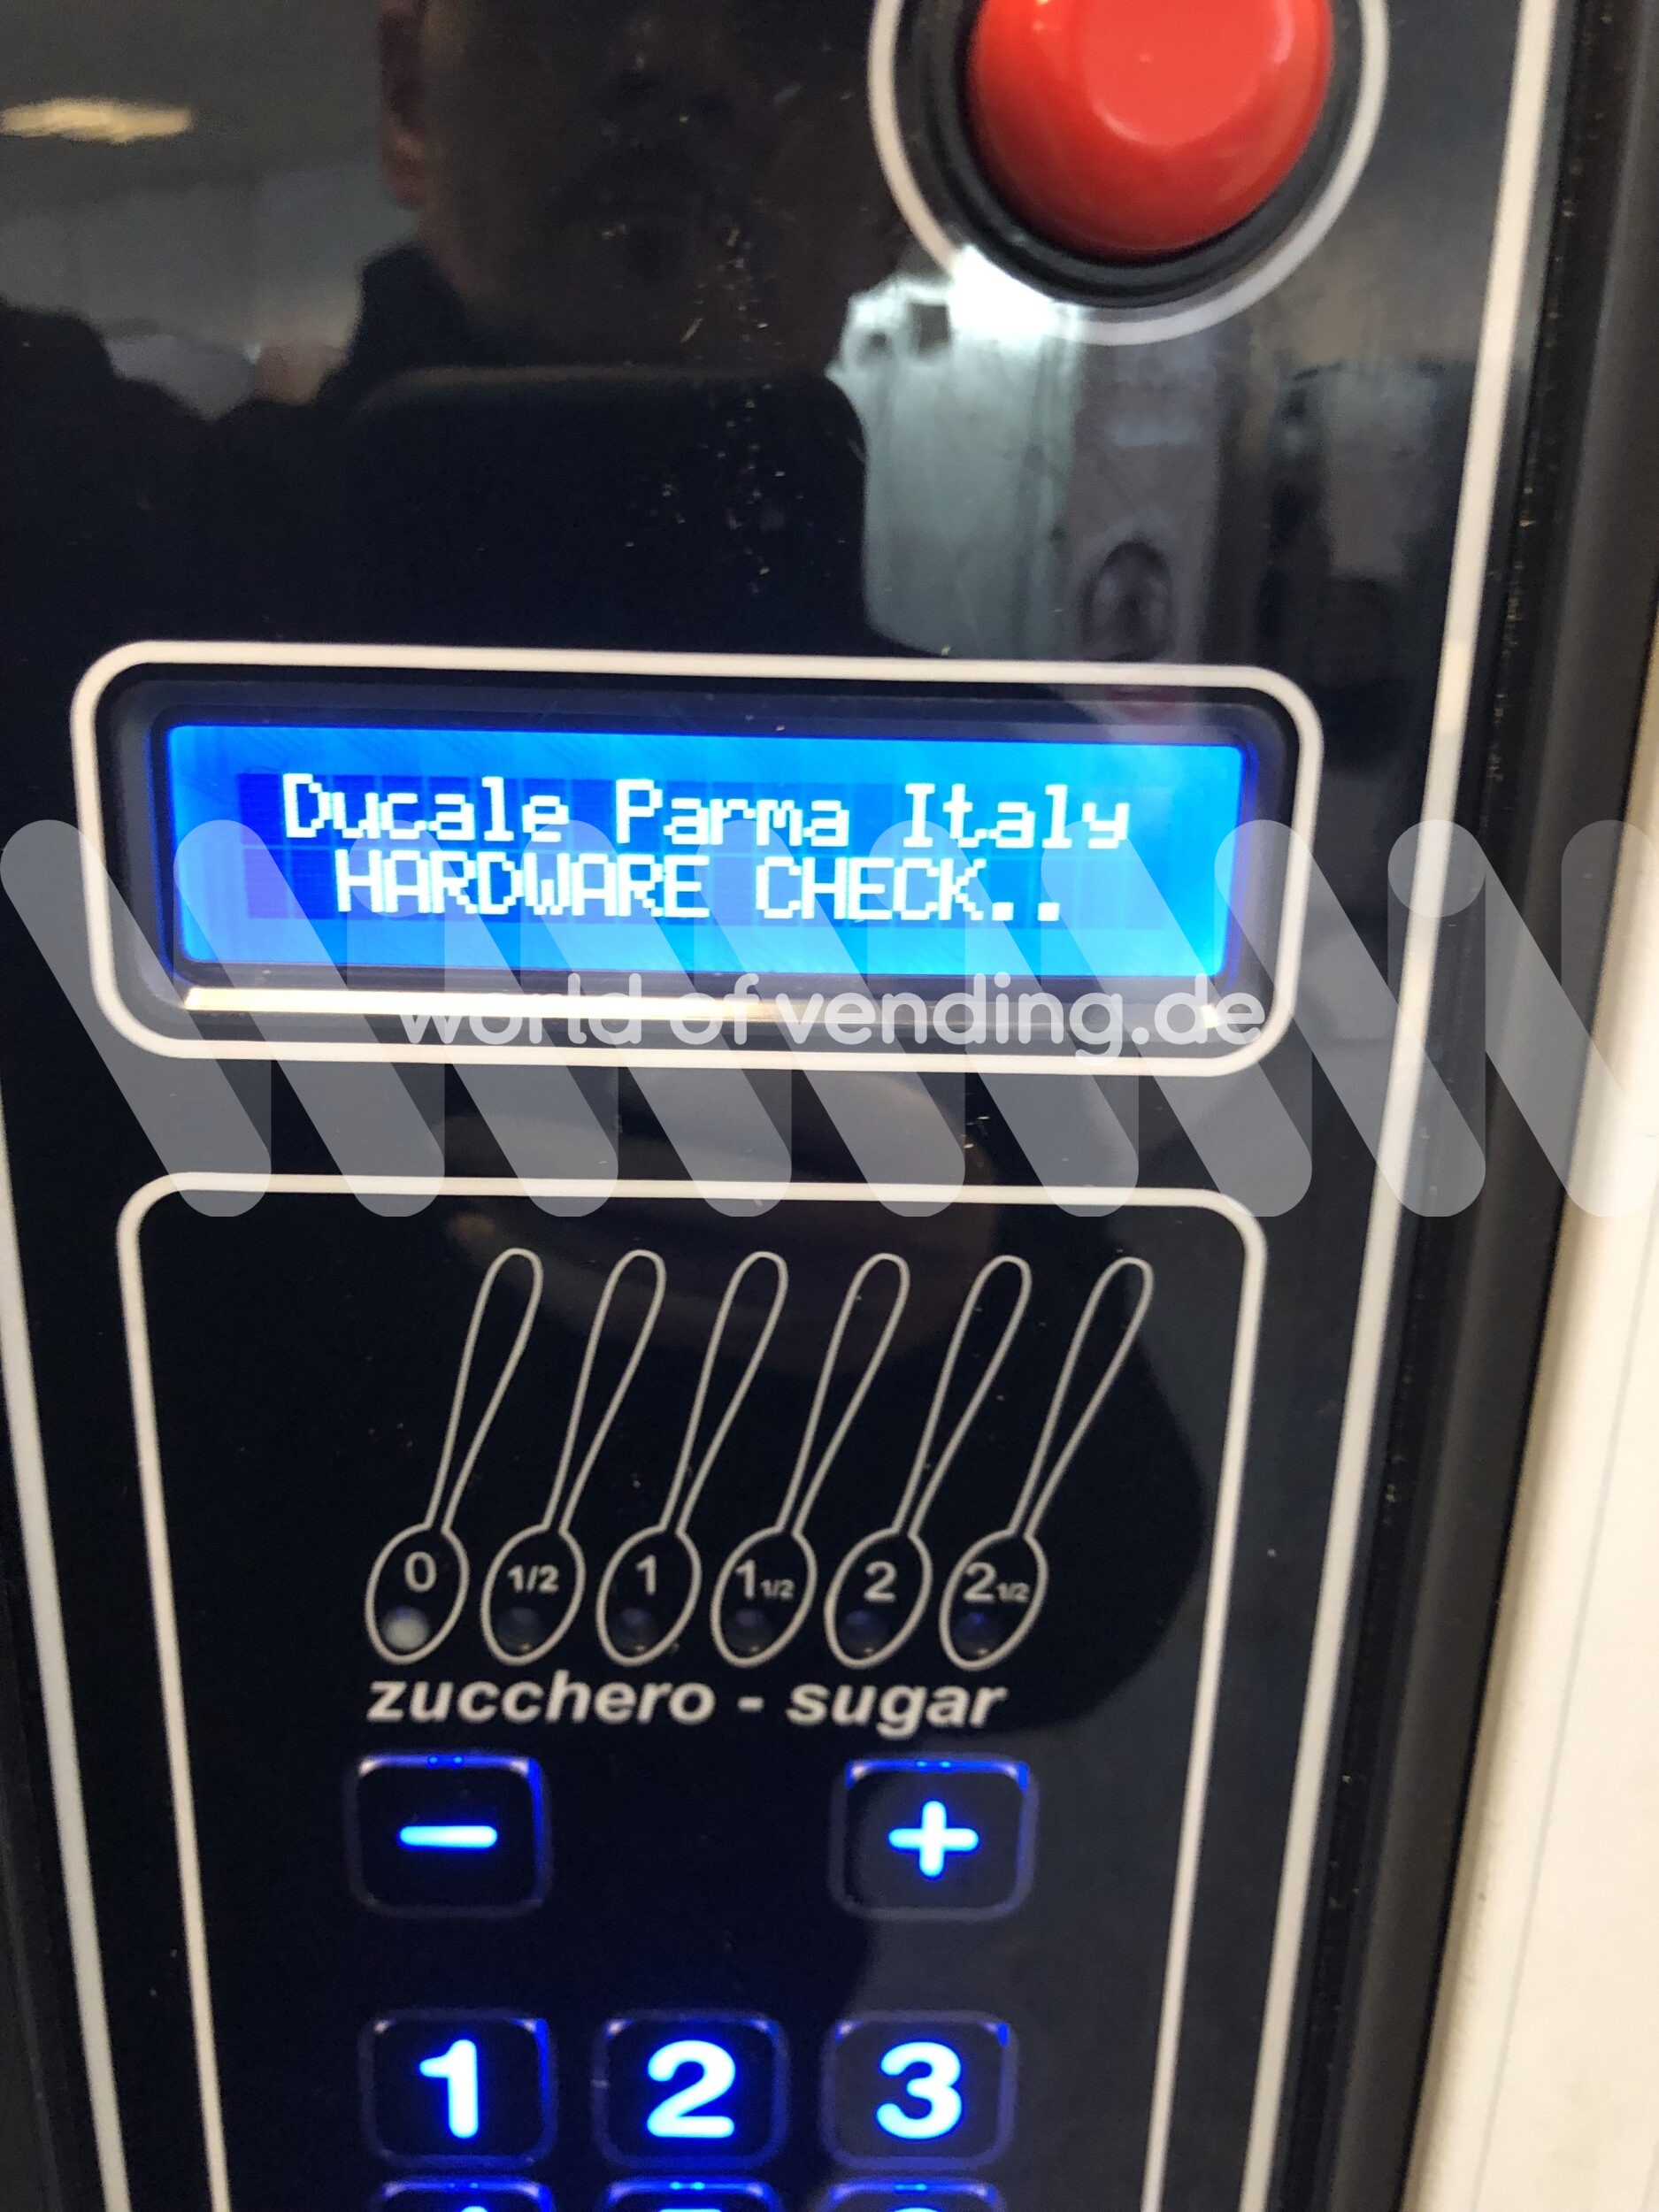 Ducale Parma Italy
HARDWARE CHECK..
world of vending.de
0 1/2 1 1 1/2 2 2 1/2
zucchero - sugar
- +
1 2 3